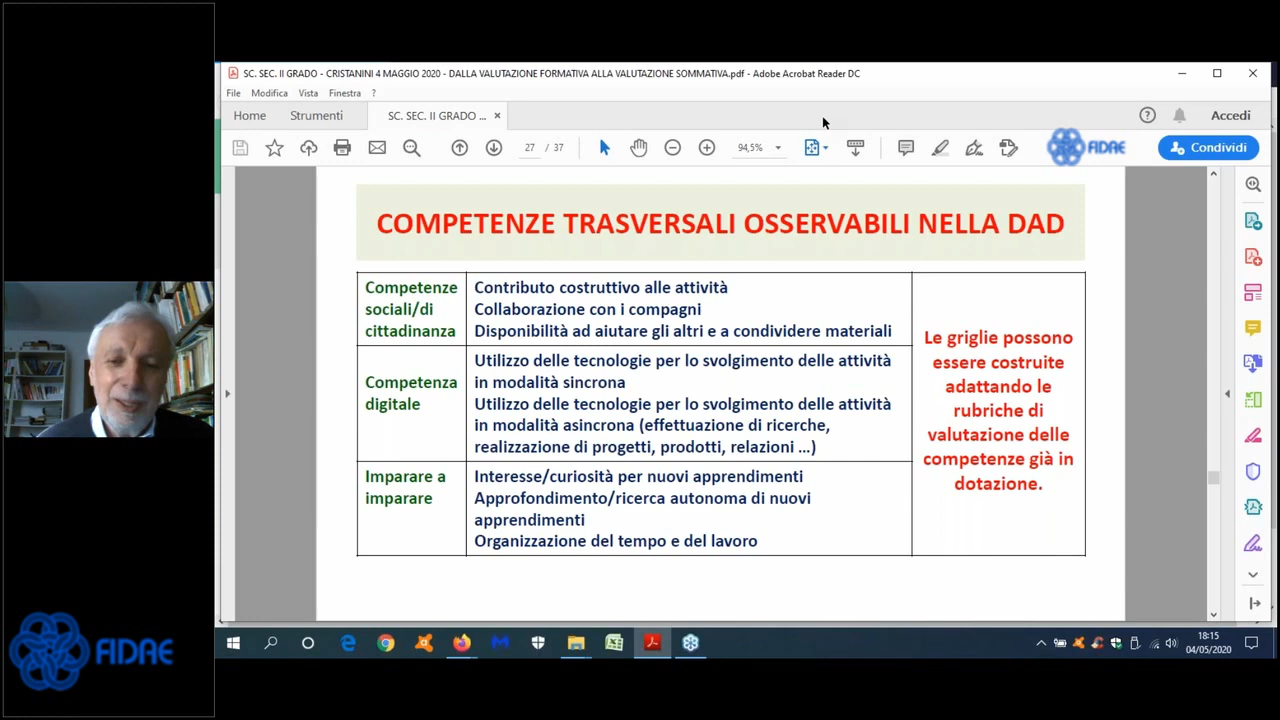 SC. SEC. II GRADO - CRISTANINI 4 MAGGIO 2020 - DALLA VALUTAZIONE FORMATIVA ALLA VALUTAZIONE SOMMATIVA.pdf - Adobe Acrobat Reader DC
File Modifica Vista Finestra ?
Home Strumenti SC. SEC. II GRADO ... × Accedi
27 / 37 94,5% FIDAE Condividi
COMPETENZE TRASVERSALI OSSERVABILI NELLA DAD
Competenze
sociali/di
cittadinanza
Contributo costruttivo alle attività
Collaborazione con i compagni
Disponibilità ad aiutare gli altri e a condividere materiali
Competenza
digitale
Utilizzo delle tecnologie per lo svolgimento delle attività
in modalità sincrona
Utilizzo delle tecnologie per lo svolgimento delle attività
in modalità asincrona (effettuazione di ricerche,
realizzazione di progetti, prodotti, relazioni ...)
Imparare a
imparare
Interesse/curiosità per nuovi apprendimenti
Approfondimento/ricerca autonoma di nuovi
apprendimenti
Organizzazione del tempo e del lavoro
Le griglie possono
essere costruite
adattando le
rubriche di
valutazione delle
competenze già in
dotazione.
FIDAE
18:15
04/05/2020